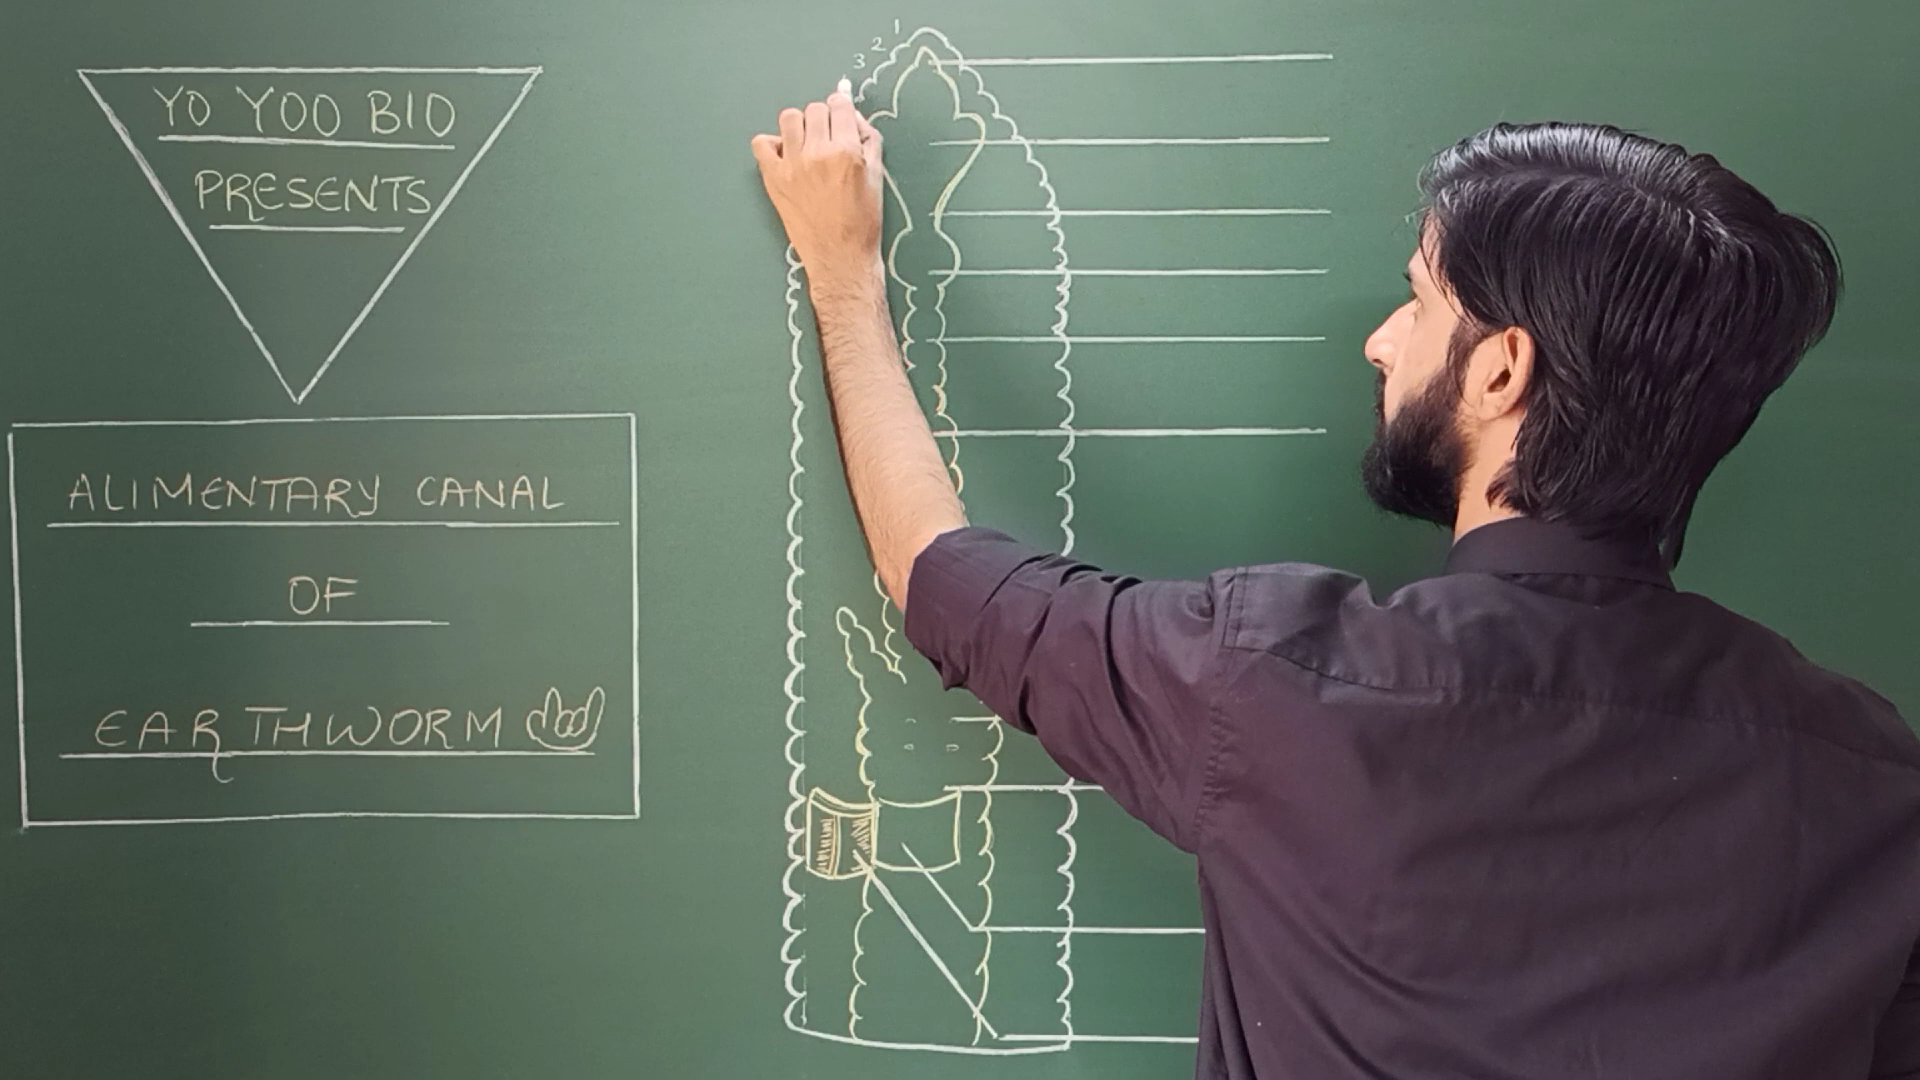 YO YOO BIO
PRESENTS
ALIMENTARY CANAL
OF
EARTHWORM
1
2
3